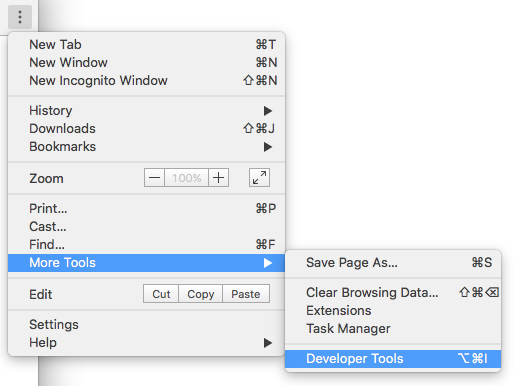 New Tab ⌘T
New Window ⌘N
New Incognito Window ⇧⌘N
History ▶
Downloads ⇧⌘J
Bookmarks ▶
Zoom — 100% +
Print... ⌘P
Cast...
Find... ⌘F
More Tools ▶
Edit Cut Copy Paste
Settings
Help ▶
Save Page As... ⌘S
Clear Browsing Data... ⇧⌘⌫
Extensions
Task Manager
Developer Tools ⌥⌘I